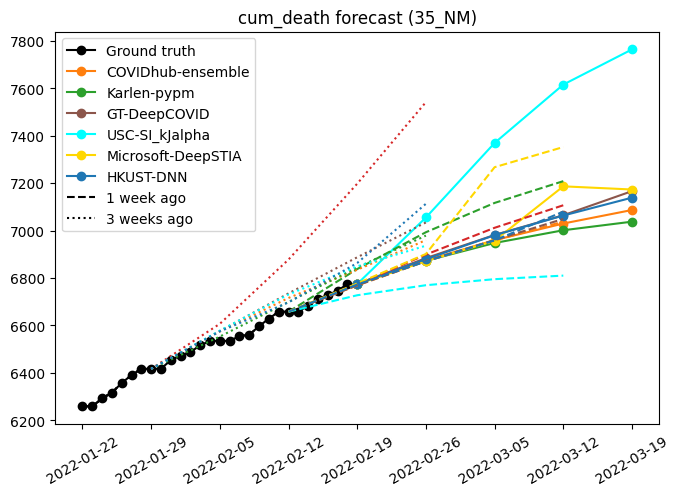 cum_death forecast (35_NM)
7800
7600
7400
7200
7000
6800
6600
6400
6200
Ground truth
COVIDhub-ensemble
Karlen-pypm
GT-DeepCOVID
USC-SI_kJalpha
Microsoft-DeepSTIA
HKUST-DNN
1 week ago
3 weeks ago
2022-01-22
2022-01-29
2022-02-05
2022-02-12
2022-02-19
2022-02-26
2022-03-05
2022-03-12
2022-03-19